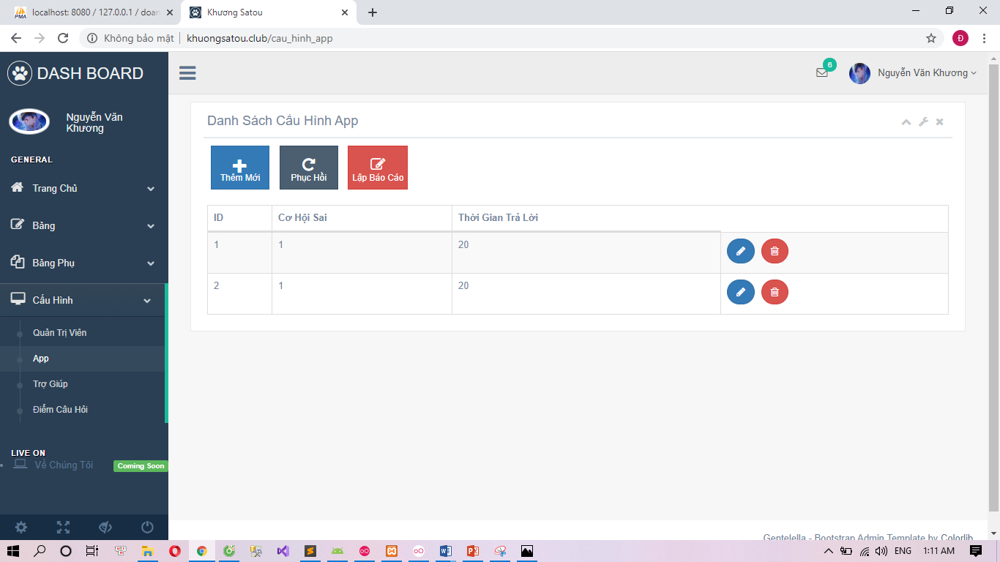 localhost: 8080 / 127.0.0.1 / doan
Khương Satou
Không bảo mật
khuongsatou.club/cau_hinh_app
Đ
DASH BOARD
6
Nguyễn Văn Khương
Nguyễn Văn
Khương
GENERAL
Trang Chủ
Bảng
Bảng Phụ
Cấu Hình
Quản Trị Viên
App
Trợ Giúp
Điểm Câu Hỏi
LIVE ON
Về Chúng Tôi
Coming Soon
Danh Sách Cấu Hình App
Thêm Mới
Phục Hồi
Lập Báo Cáo
ID Cơ Hội Sai Thời Gian Trả Lời
1 1 20
2 1 20
Gentelella - Bootstrap Admin Template by Colorlib
ENG
1:11 AM